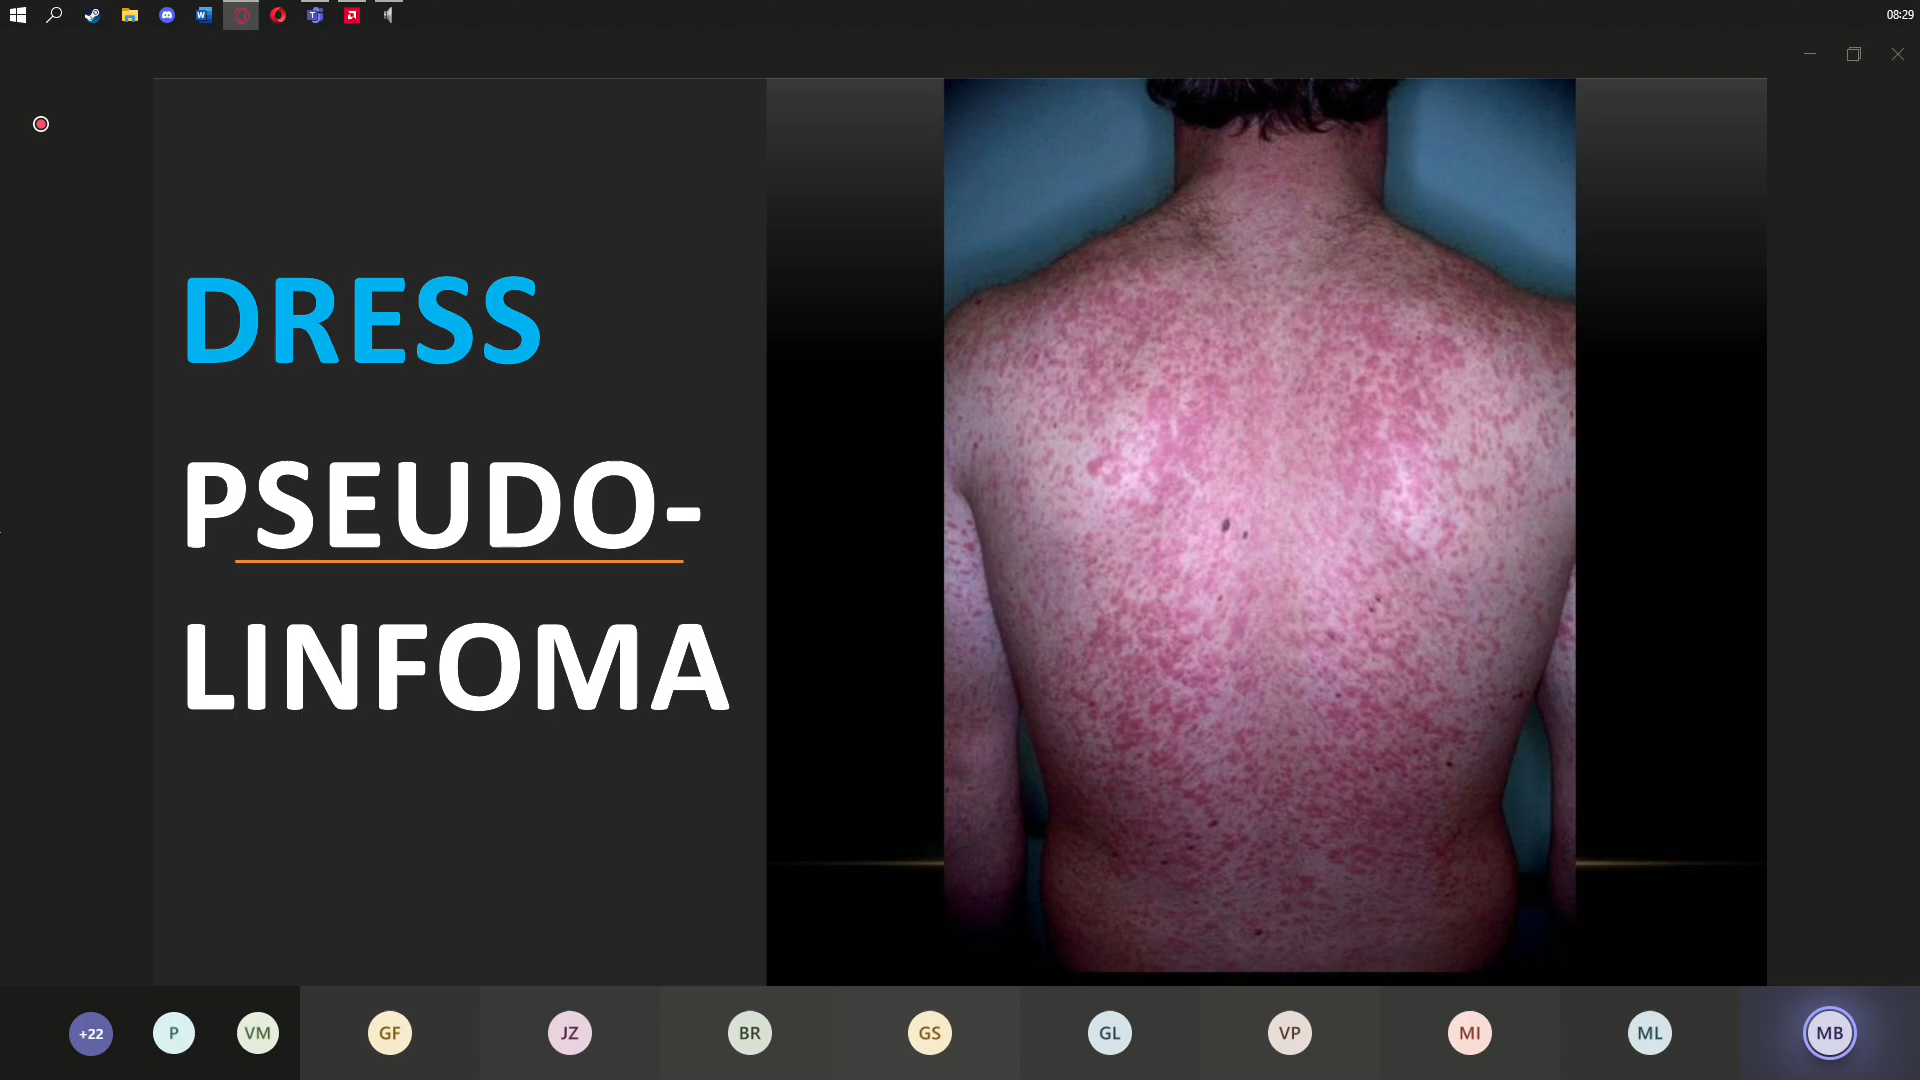 08:29
DRESS
PSEUDO-
LINFOMA
+22
P
VM
GF
JZ
BR
GS
GL
VP
MI
ML
MB